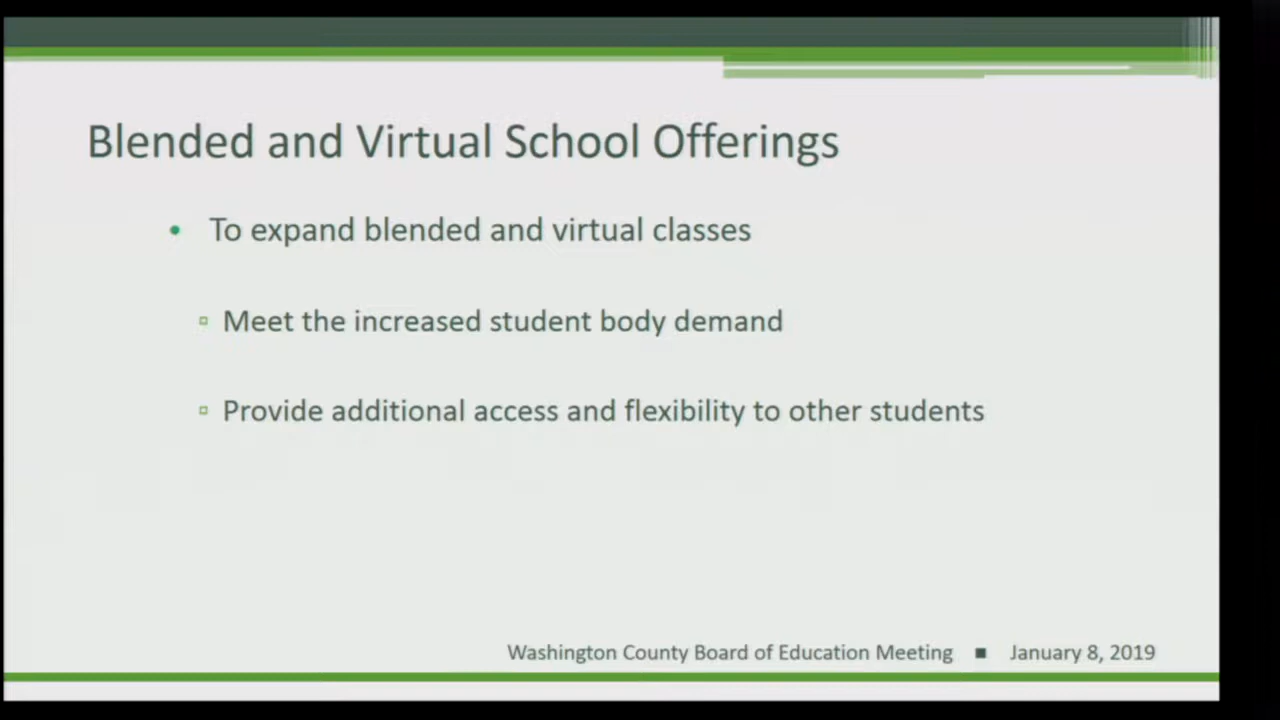 Blended and Virtual School Offerings
• To expand blended and virtual classes
▫ Meet the increased student body demand
▫ Provide additional access and flexibility to other students
Washington County Board of Education Meeting ■ January 8, 2019